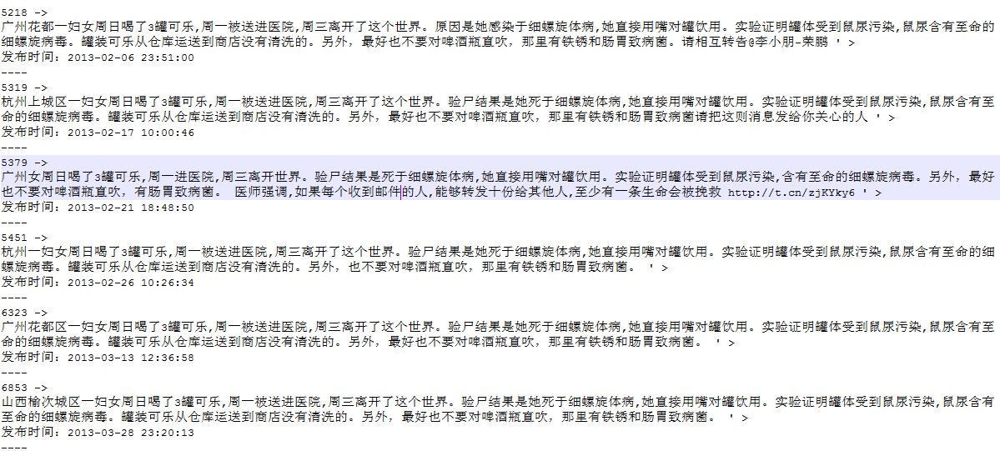 5218 ->
广州花都一妇女周日喝了3罐可乐,周一被送进医院,周三离开了这个世界。原因是她感染于细螺旋体病,她直接用嘴对罐饮用。实验证明罐体受到鼠尿污染,鼠尿含有至命的
细螺旋病毒。罐装可乐从仓库运送到商店没有清洗的。另外，最好也不要对啤酒瓶直吹，那里有铁锈和肠胃致病菌。请相互转告@李小朋-荣鹏 ' >
发布时间：2013-02-06 23:51:00
----
5319 ->
杭州上城区一妇女周日喝了3罐可乐,周一被送进医院,周三离开了这个世界。验尸结果是她死于细螺旋体病,她直接用嘴对罐饮用。实验证明罐体受到鼠尿污染,鼠尿含有至
命的细螺旋病毒。罐装可乐从仓库运送到商店没有清洗的。另外，最好也不要对啤酒瓶直吹，那里有铁锈和肠胃致病菌请把这则消息发给你关心的人 ' >
发布时间：2013-02-17 10:00:46
----
5379 ->
广州女周日喝了3罐可乐,周一进医院,周三离开世界。验尸结果是死于细螺旋体病,她直接用嘴对罐饮用。实验证明罐体受到鼠尿污染,含有至命的细螺旋病毒。另外，最好
也不要对啤酒瓶直吹，有肠胃致病菌。 医师强调,如果每个收到邮件的人,能够转发十份给其他人,至少有一条生命会被挽救 http://t.cn/zjKYky6 ' >
发布时间：2013-02-21 18:48:50
----
5451 ->
杭州一妇女周日喝了3罐可乐,周一被送进医院,周三离开了这个世界。验尸结果是她死于细螺旋体病,她直接用嘴对罐饮用。实验证明罐体受到鼠尿污染,鼠尿含有至命的细
螺旋病毒。罐装可乐从仓库运送到商店没有清洗的。另外，也不要对啤酒瓶直吹，那里有铁锈和肠胃致病菌。 ' >
发布时间：2013-02-26 10:26:34
----
6323 ->
广州花都区一妇女周日喝了3罐可乐,周一被送进医院,周三离开了这个世界。验尸结果是她死于细螺旋体病,她直接用嘴对罐饮用。实验证明罐体受到鼠尿污染,鼠尿含有至
命的细螺旋病毒。罐装可乐从仓库运送到商店没有清洗的。另外，最好也不要对啤酒瓶直吹，那里有铁锈和肠胃致病菌。 ' >
发布时间：2013-03-13 12:36:58
----
6853 ->
山西榆次城区一妇女周日喝了3罐可乐,周一被送进医院,周三离开了这个世界。验尸结果是她死于细螺旋体病,她直接用嘴对罐饮用。实验证明罐体受到鼠尿污染,鼠尿含有
至命的细螺旋病毒。罐装可乐从仓库运送到商店没有清洗的。另外，最好也不要对啤酒瓶直吹，那里有铁锈和肠胃致病菌。 ' >
发布时间：2013-03-28 23:20:13
----